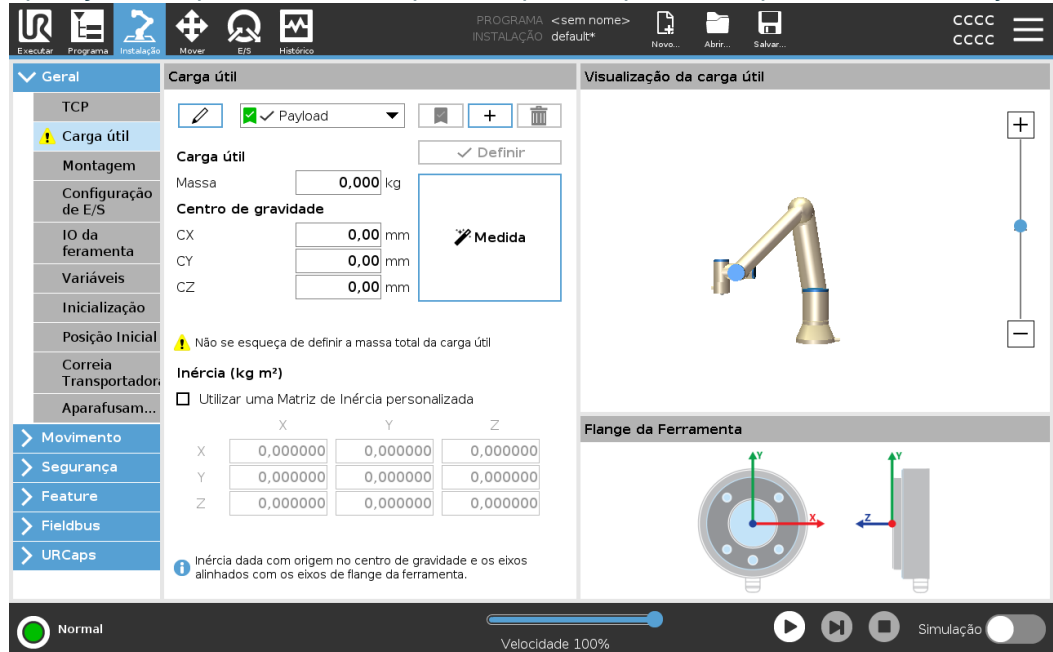 PROGRAMA <sem nome>
INSTALAÇÃO default*
CCCC
CCCC
Executar Programa Instalação Mover E/S Histórico Novo... Abrir... Salvar...
Geral
TCP
Carga útil
Montagem
Configuração
de E/S
IO da
feramenta
Variáveis
Inicialização
Posição Inicial
Correia
Transportador
Aparafusam...
Movimento
Segurança
Feature
Fieldbus
URCaps
Carga útil
Payload
+
Carga útil
Definir
Massa 0,000 kg
Centro de gravidade
CX 0,00 mm
Medida
CY 0,00 mm
CZ 0,00 mm
Não se esqueça de definir a massa total da carga útil
Inércia (kg m²)
Utilizar uma Matriz de Inércia personalizada
X Y Z
X 0,000000 0,000000 0,000000
Y 0,000000 0,000000 0,000000
Z 0,000000 0,000000 0,000000
Inércia dada com origem no centro de gravidade e os eixos
alinhados com os eixos de flange da ferramenta.
Visualização da carga útil
Flange da Ferramenta
Y Y
X Z
Normal
Velocidade 100%
Simulação